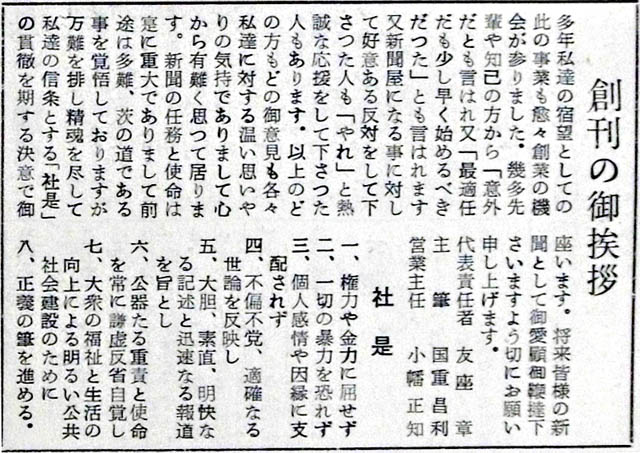 創刊の御挨拶
多年私達の宿望としての
此の事業も愈々創業の機
会が参りました。幾多先
輩や知己の方から「意外
だとも言はれ又「最適任
だも少し早く始めるべき
だつた」とも言はれます
又新聞屋になる事に対し
て好意ある反対をして下
さつた人も「やれ」と熱
誠な応援をして下さつた
人もあります。以上のど
の方もどの御意見も各々
私達に対する温い思いや
りの気持でありまして心
から有難く思つて居りま
す。新聞の任務と使命は
寔に重大でありまして前
途は多難、次の道である
事を覚悟しておりますが
万難を排し精魂を尽して
私達の信条とする「社是」
の貫徹を期する決意で御
座います。将来皆様の新
聞として御愛顧御鞭撻下
さいますよう切にお願い
申し上げます。
代表責任者 友座 章
主筆 国重昌利
営業主任 小幡正知
社是
一、権力や金力に屈せず
二、一切の暴力を恐れず
三、個人感情や因縁に支
配されず
四、不偏不党、適確なる
世論を反映し
五、大胆、素直、明快な
る記述と迅速なる報道
を旨とし
六、公器たる重責と使命
を常に謙虚反省自覚し
七、大衆の福祉と生活の
向上による明るい公共
社会建設のために
八、正義の筆を進める。